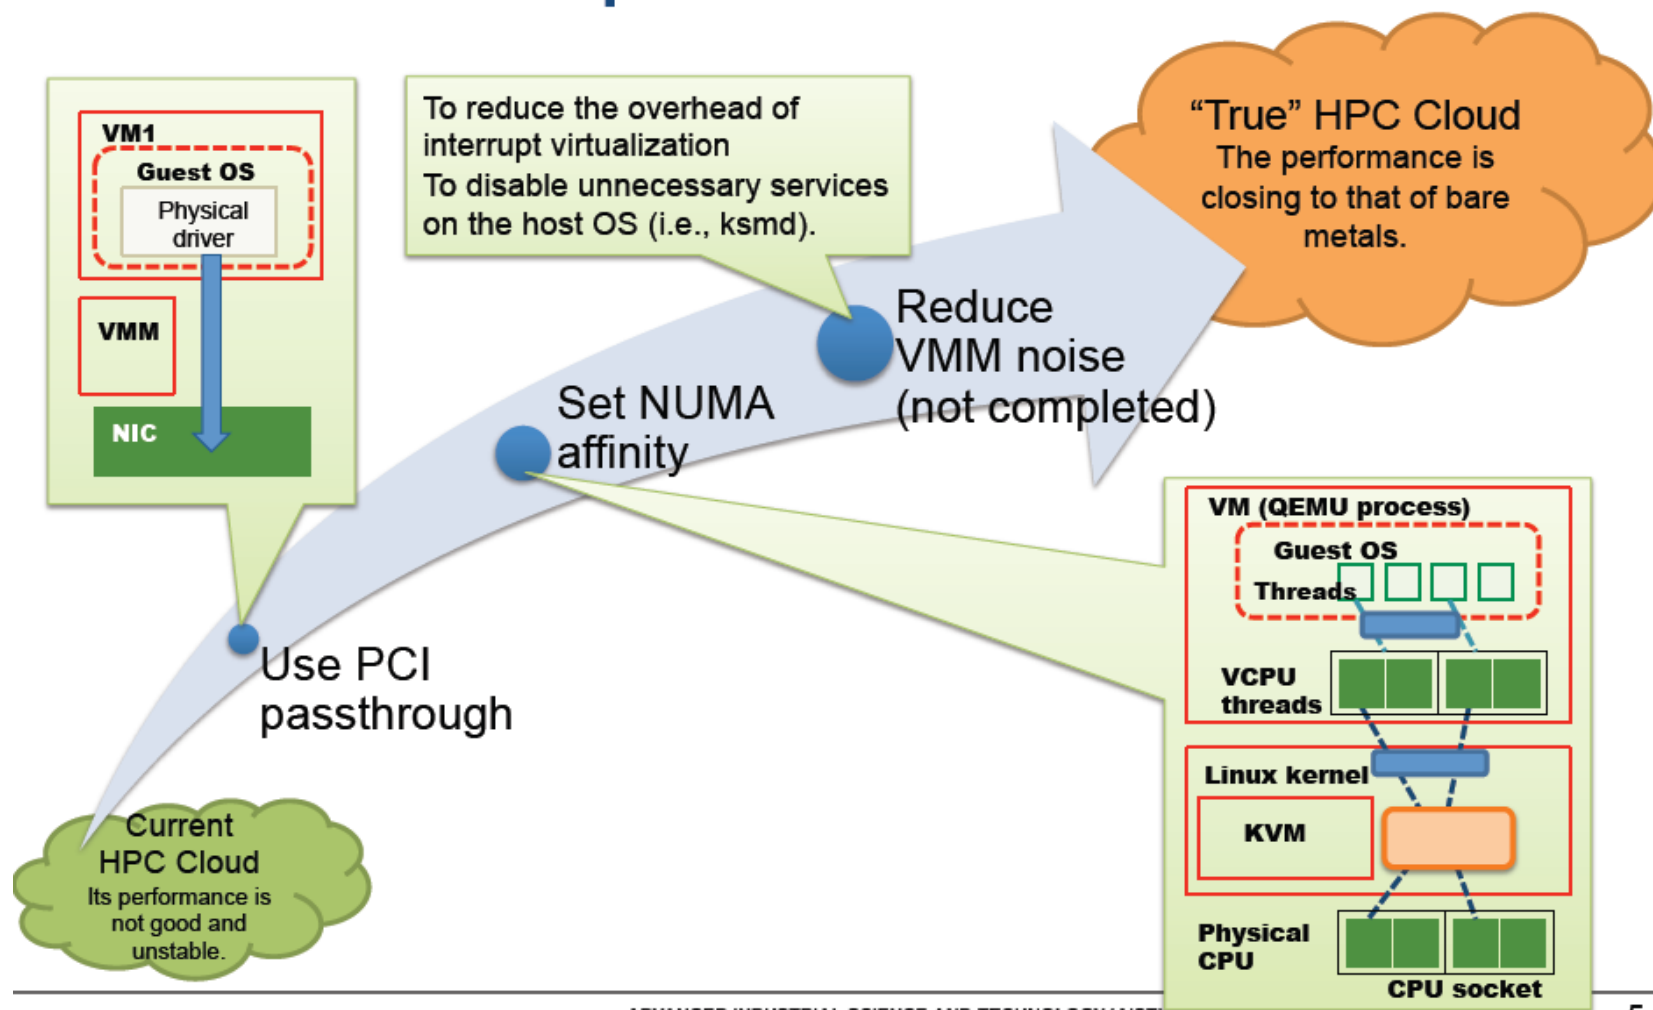 VM1
Guest OS
Physical
driver
VMM
NIC
To reduce the overhead of
interrupt virtualization
To disable unnecessary services
on the host OS (i.e., ksmd).
“True” HPC Cloud
The performance is
closing to that of bare
metals.
Reduce
VMM noise
(not completed)
Set NUMA
affinity
Use PCI
passthrough
Current
HPC Cloud
Its performance is
not good and
unstable.
VM (QEMU process)
Guest OS
Threads
VCPU
threads
Linux kernel
KVM
Physical
CPU
CPU socket